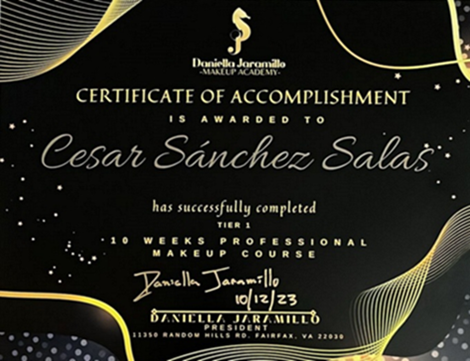 Daniella Jaramillo
-MAKEUP ACADEMY-
CERTIFICATE OF ACCOMPLISHMENT
IS AWARDED TO
Cesar Sánchez Salas
has successfully completed
TIER 1
10 WEEKS PROFESSIONAL
MAKEUP COURSE
Daniella Jaramillo
10/12/23
DANIELLA JARAMILLO
PRESIDENT
11350 RANDOM HILLS RD. FAIRFAX, VA 22030